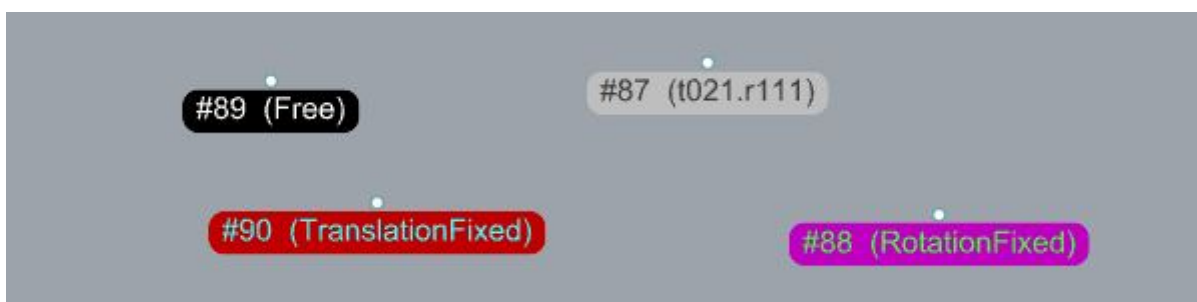 #89 (Free)
#87 (t021.r111)
#90 (TranslationFixed)
#88 (RotationFixed)